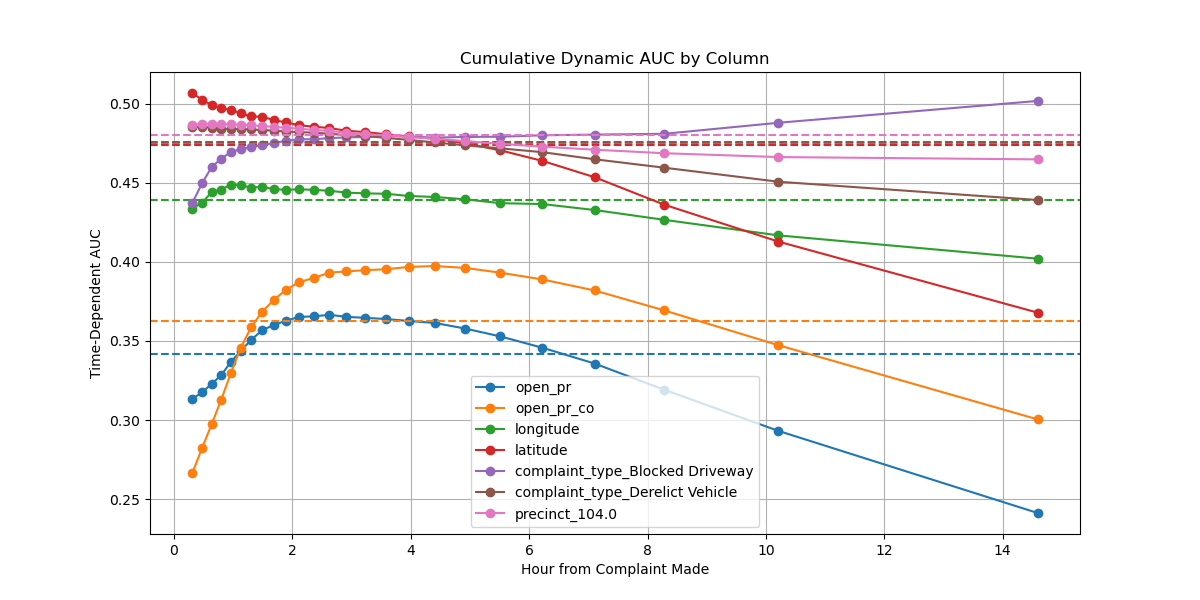 Cumulative Dynamic AUC by Column
Time-Dependent AUC
0.50
0.45
0.40
0.35
0.30
0.25
open_pr
open_pr_co
longitude
latitude
complaint_type_Blocked Driveway
complaint_type_Derelict Vehicle
precinct_104.0
0 2 4 6 8 10 12 14
Hour from Complaint Made